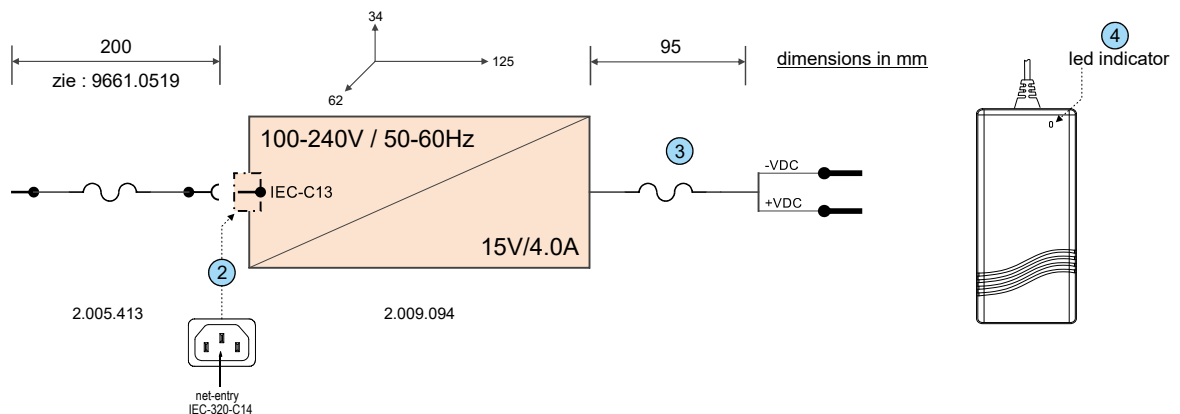 34
200
125
95
dimensions in mm
4
led indicator
zie : 9661.0519
62
100-240V / 50-60Hz
3
-VDC
IEC-C13
+VDC
15V/4.0A
2
2.005.413
2.009.094
net-entry
IEC-320-C14